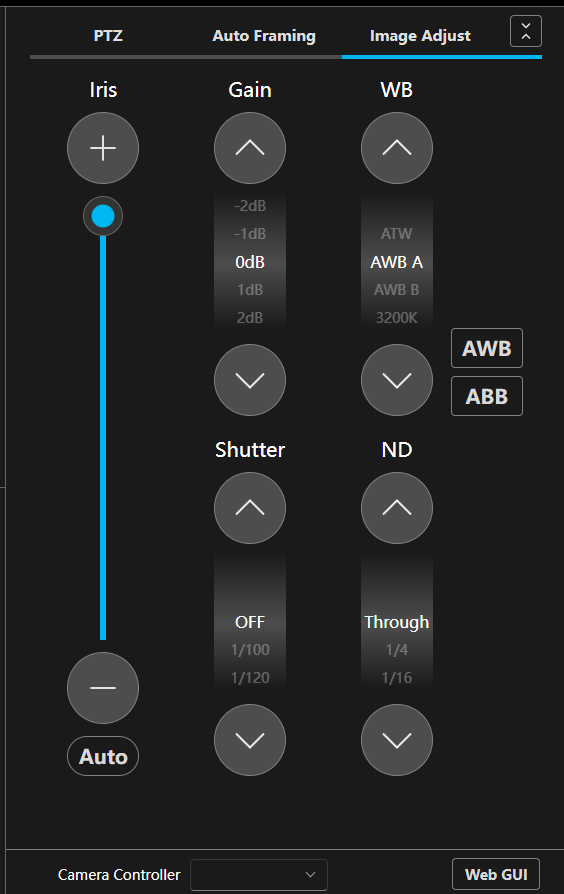 PTZ
Auto Framing
Image Adjust
Iris
Gain
WB
-2dB
-1dB
ATW
0dB
AWB A
1dB
AWB B
2dB
3200K
AWB
ABB
Shutter
ND
OFF
Through
1/100
1/4
1/120
1/16
Auto
Camera Controller
Web GUI